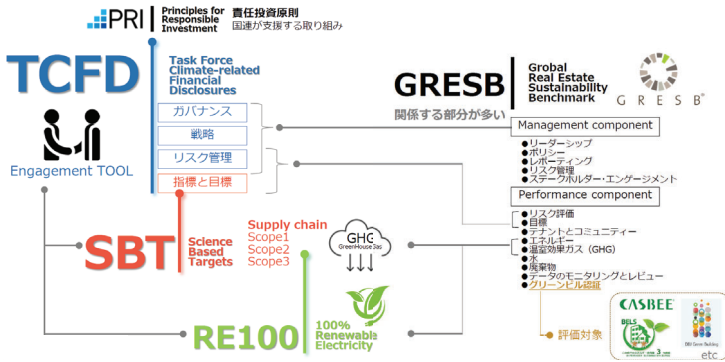 PRI
Principles for
Responsible
Investment
責任投資原則
国連が支援する取り組み
TCFD
Task Force
Climate-related
Financial
Disclosures
ガバナンス
戦略
リスク管理
指標と目標
Engagement TOOL
GRESB
関係する部分が多い
Grobal
Real Estate
Sustainability
Benchmark
G R E S B
Management component
●リーダーシップ
●ポリシー
●レポーティング
●リスク管理
●ステークホルダー・エンゲージメント
Performance component
●リスク評価
●目標
●テナントとコミュニティー
●エネルギー
●温室効果ガス（GHG）
●水
●廃棄物
●データのモニタリングとレビュー
●グリーンビル認証
評価対象
CASBEE
BELS
3
DBJ Green Building
etc.
SBT
Science
Based
Targets
Supply chain
Scope1
Scope2
Scope3
GHG
GreenHouse Gas
RE100
100%
Renewable
Electricity